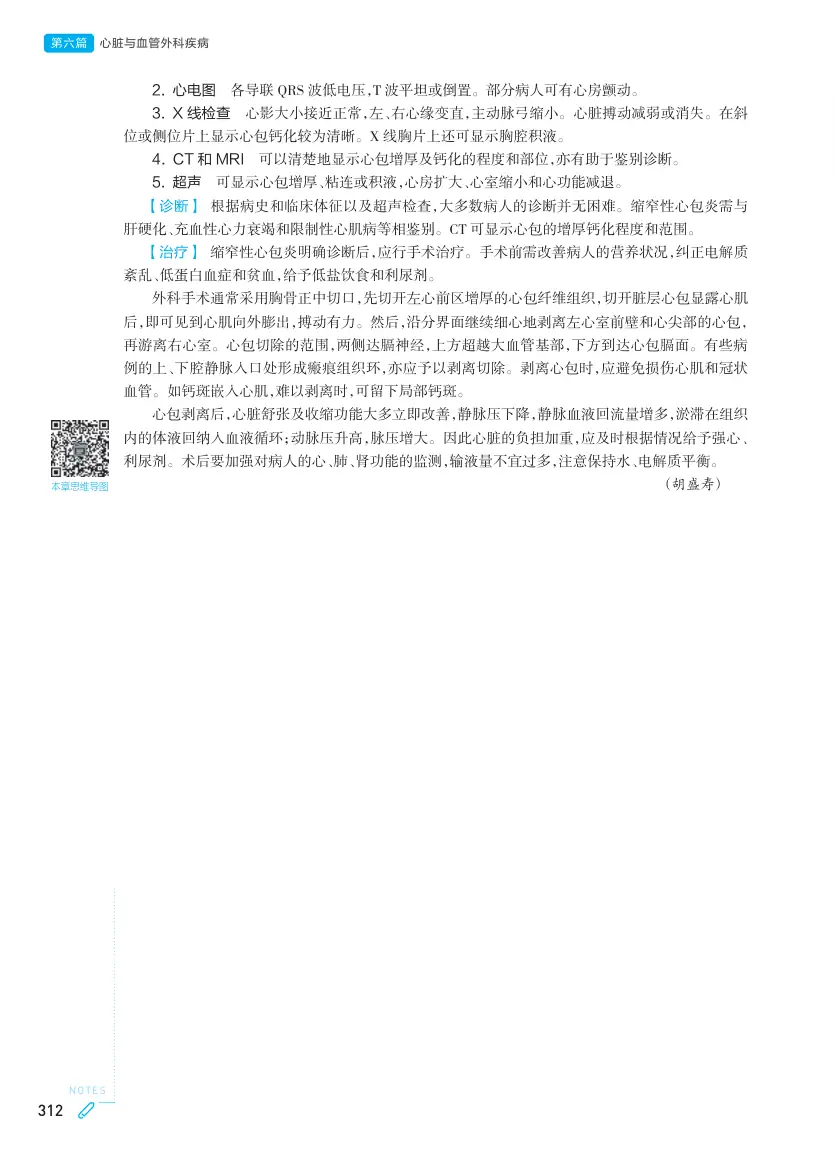 第六篇 心脏与血管外科疾病
2. 心电图 各导联 QRS 波低电压,T 波平坦或倒置。部分病人可有心房颤动。
3. X 线检查 心影大小接近正常,左、右心缘变直,主动脉弓缩小。心脏搏动减弱或消失。在斜
位或侧位片上显示心包钙化较为清晰。X 线胸片上还可显示胸腔积液。
4. CT 和 MRI 可以清楚地显示心包增厚及钙化的程度和部位,亦有助于鉴别诊断。
5. 超声 可显示心包增厚、粘连或积液,心房扩大、心室缩小和心功能减退。
【诊断】 根据病史和临床体征以及超声检查,大多数病人的诊断并无困难。缩窄性心包炎需与
肝硬化、充血性心力衰竭和限制性心肌病等相鉴别。CT 可显示心包的增厚钙化程度和范围。
【治疗】 缩窄性心包炎明确诊断后,应行手术治疗。手术前需改善病人的营养状况,纠正电解质
紊乱、低蛋白血症和贫血,给予低盐饮食和利尿剂。
外科手术通常采用胸骨正中切口,先切开左心前区增厚的心包纤维组织,切开脏层心包显露心肌
后,即可见到心肌向外膨出,搏动有力。然后,沿分界面继续细心地剥离左心室前壁和心尖部的心包,
再游离右心室。心包切除的范围,两侧达膈神经,上方超越大血管基部,下方到达心包膈面。有些病
例的上、下腔静脉入口处形成瘢痕组织环,亦应予以剥离切除。剥离心包时,应避免损伤心肌和冠状
血管。如钙斑嵌入心肌,难以剥离时,可留下局部钙斑。
心包剥离后,心脏舒张及收缩功能大多立即改善,静脉压下降,静脉血液回流量增多,淤滞在组织
内的体液回纳入血液循环;动脉压升高,脉压增大。因此心脏的负担加重,应及时根据情况给予强心、
利尿剂。术后要加强对病人的心、肺、肾功能的监测,输液量不宜过多,注意保持水、电解质平衡。
(胡盛寿)
本章思维导图
NOTES
312